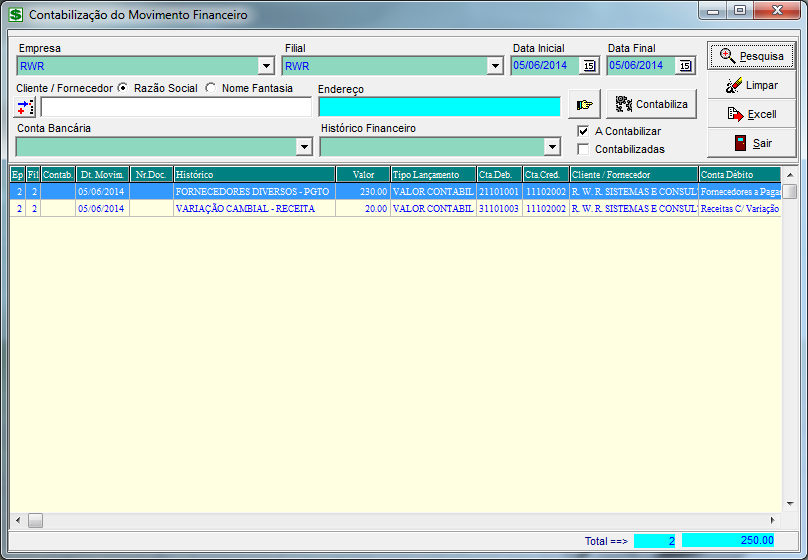 Contabilização do Movimento Financeiro
Empresa Filial Data Inicial Data Final
RWR RWR 05/06/2014 15 05/06/2014 15 Pesquisa
Cliente / Fornecedor Razão Social Nome Fantasia Endereço Limpar
Contabiliza Excell
Conta Bancária Histórico Financeiro A Contabilizar
Contabilizadas Sair
Ep Fil Contab. Dt. Movim. Nr.Doc. Histórico Valor Tipo Lançamento Cta.Deb. Cta.Cred. Cliente / Fornecedor Conta Débito
2 2 05/06/2014 FORNECEDORES DIVERSOS - PGTO 230.00 VALOR CONTABIL 21101001 11102002 R. W. R. SISTEMAS E CONSUL Fornecedores a Pagar
2 2 05/06/2014 VARIAÇÃO CAMBIAL - RECEITA 20.00 VALOR CONTABIL 31101003 11102002 R. W. R. SISTEMAS E CONSUL Receitas C/ Variação
Total ==> 2 250.00